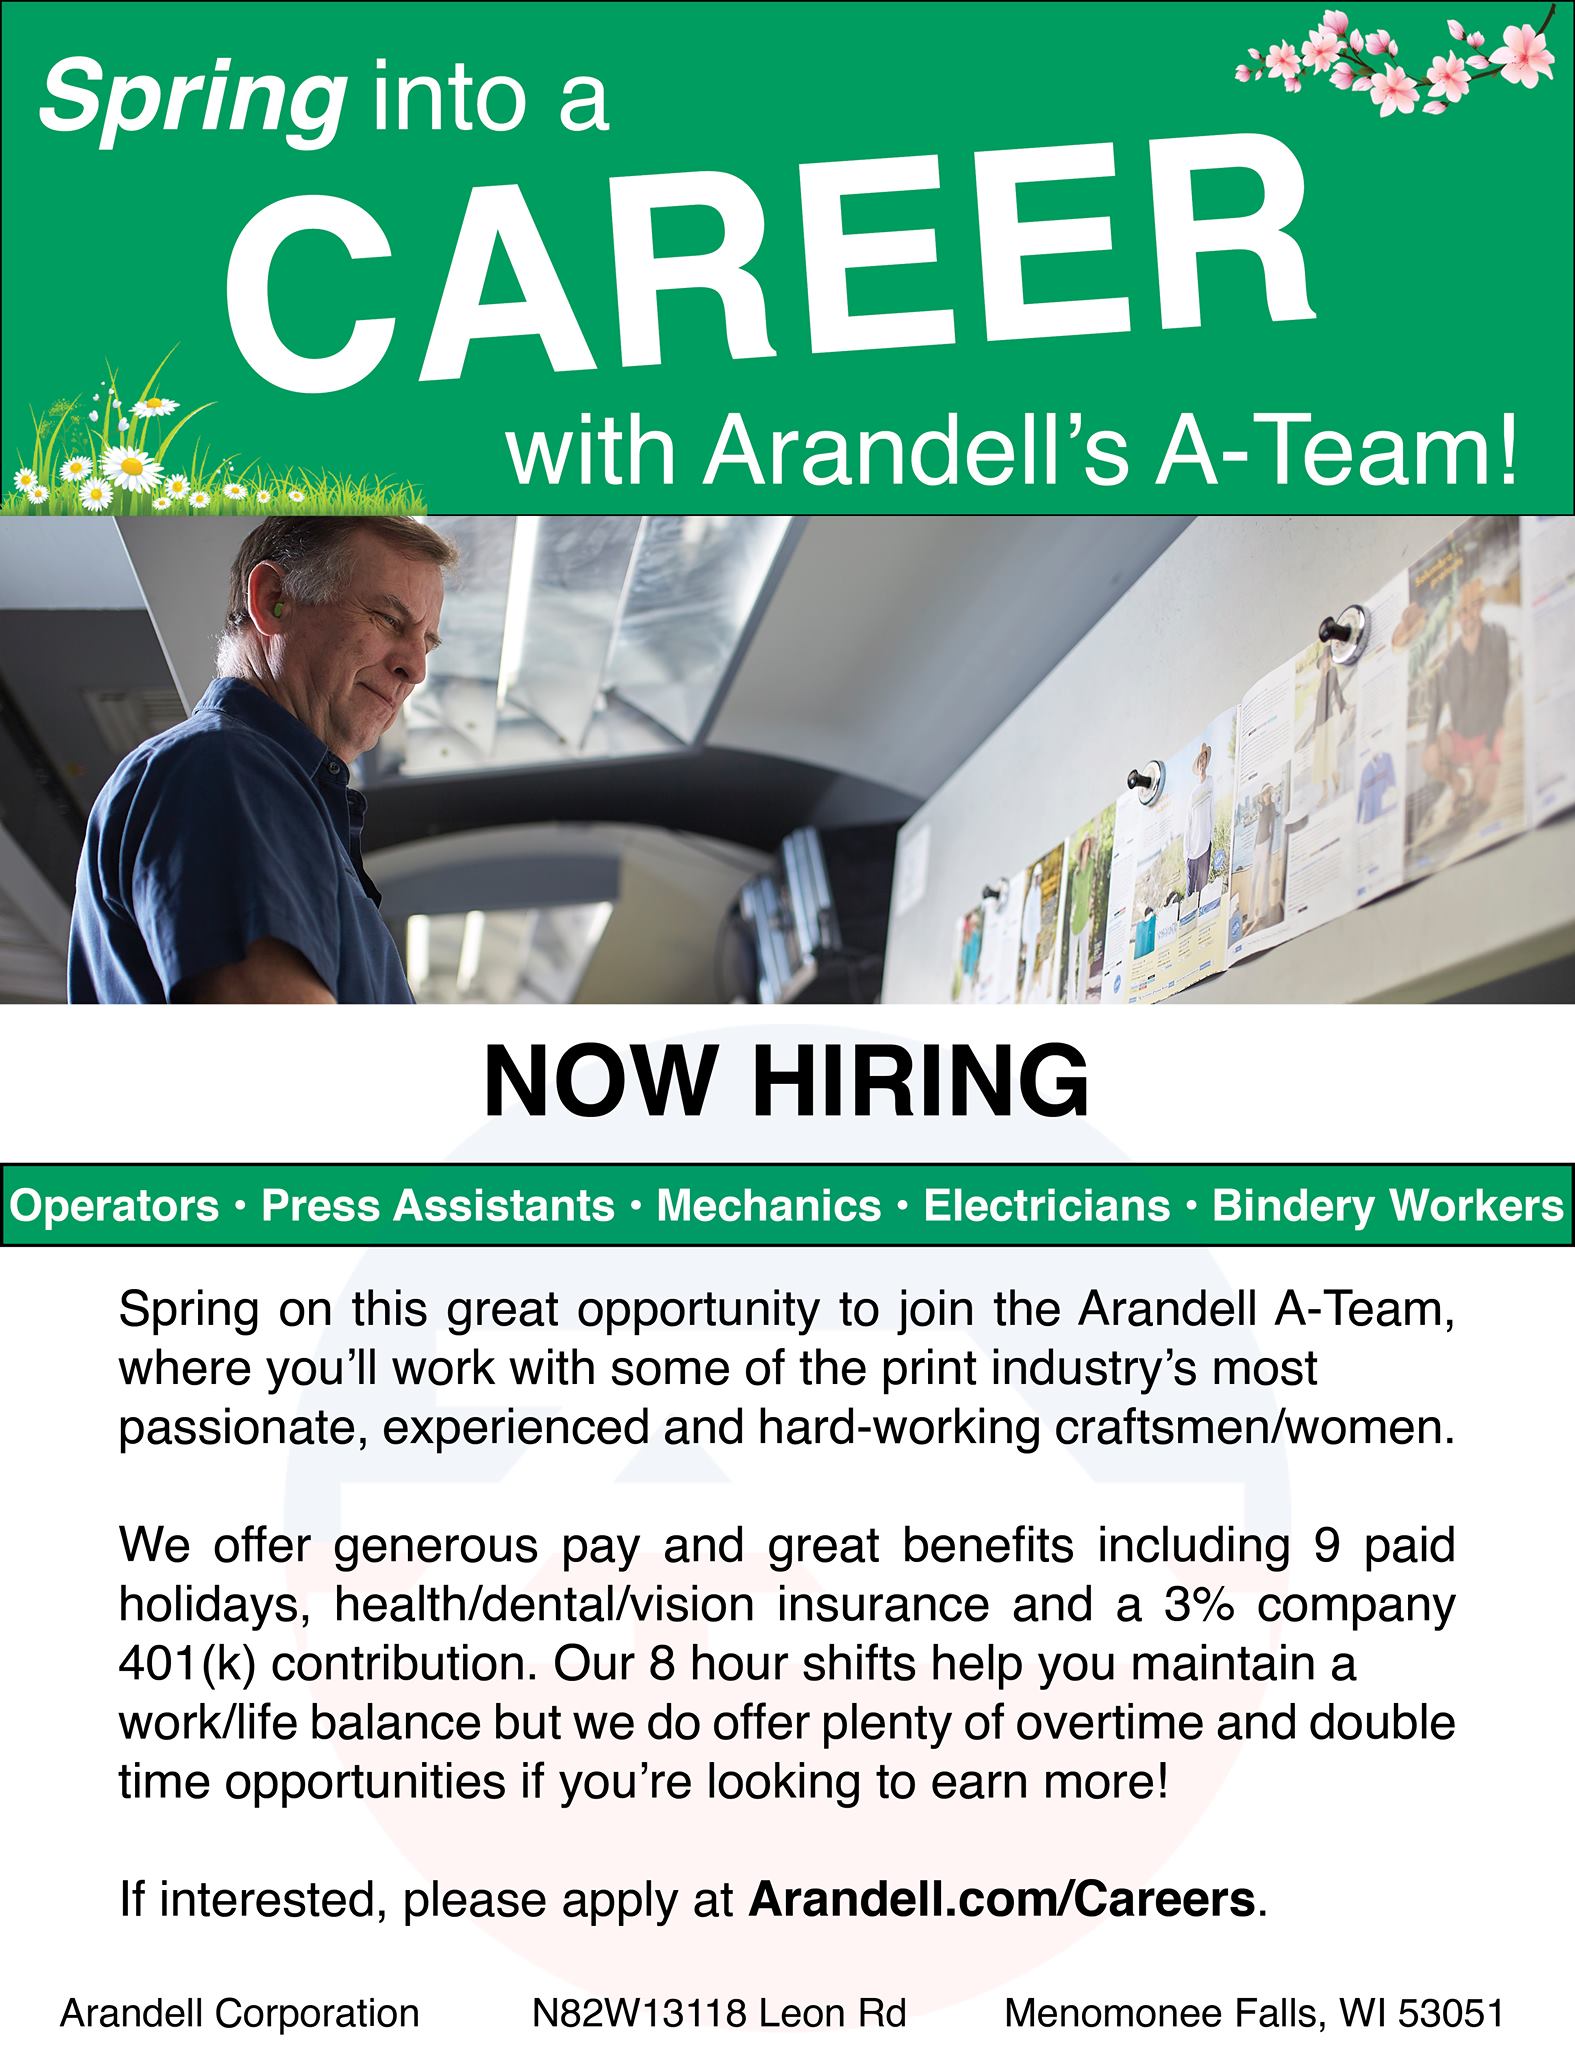 Spring into a
CAREER
with Arandell's A-Team!
NOW HIRING
Operators • Press Assistants • Mechanics • Electricians • Bindery Workers
Spring on this great opportunity to join the Arandell A-Team,
where you'll work with some of the print industry's most
passionate, experienced and hard-working craftsmen/women.
We offer generous pay and great benefits including 9 paid
holidays, health/dental/vision insurance and a 3% company
401(k) contribution. Our 8 hour shifts help you maintain a
work/life balance but we do offer plenty of overtime and double
time opportunities if you're looking to earn more!
If interested, please apply at Arandell.com/Careers.
Arandell Corporation N82W13118 Leon Rd Menomonee Falls, WI 53051